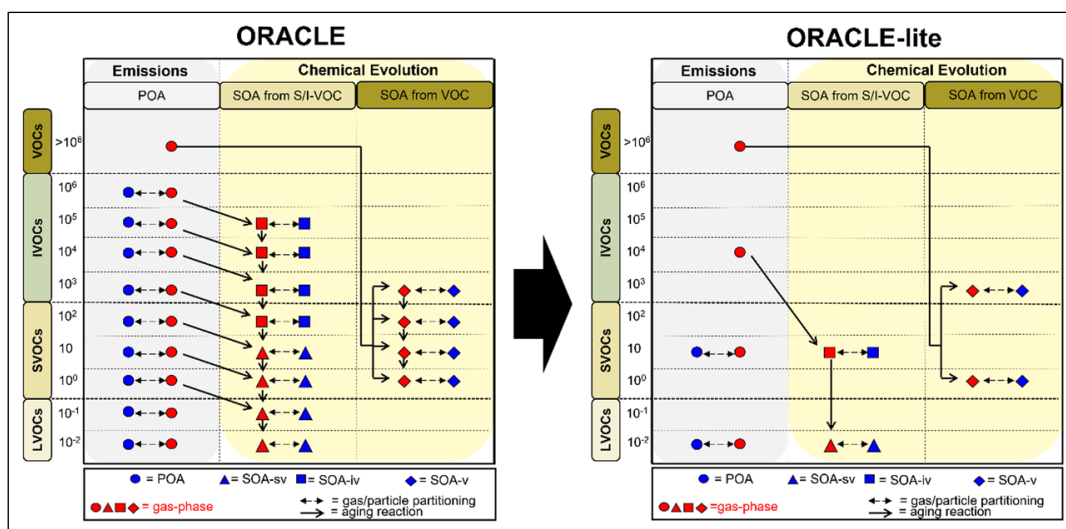 ORACLE
Emissions
Chemical Evolution
POA
SOA from S/I-VOC
SOA from VOC
VOCs
IVOCs
SVOCs
LVOCs
>10⁶
10⁶
10⁵
10⁴
10³
10²
10
10⁰
10⁻¹
10⁻²
= POA
= SOA-sv
= SOA-iv
= SOA-v
= gas-phase
= gas/particle partitioning
= aging reaction
ORACLE-lite
Emissions
Chemical Evolution
POA
SOA from S/I-VOC
SOA from VOC
VOCs
IVOCs
SVOCs
LVOCs
>10⁶
10⁶
10⁵
10⁴
10³
10²
10
10⁰
10⁻¹
10⁻²
= POA
= SOA-sv
= SOA-iv
= SOA-v
= gas-phase
= gas/particle partitioning
= aging reaction